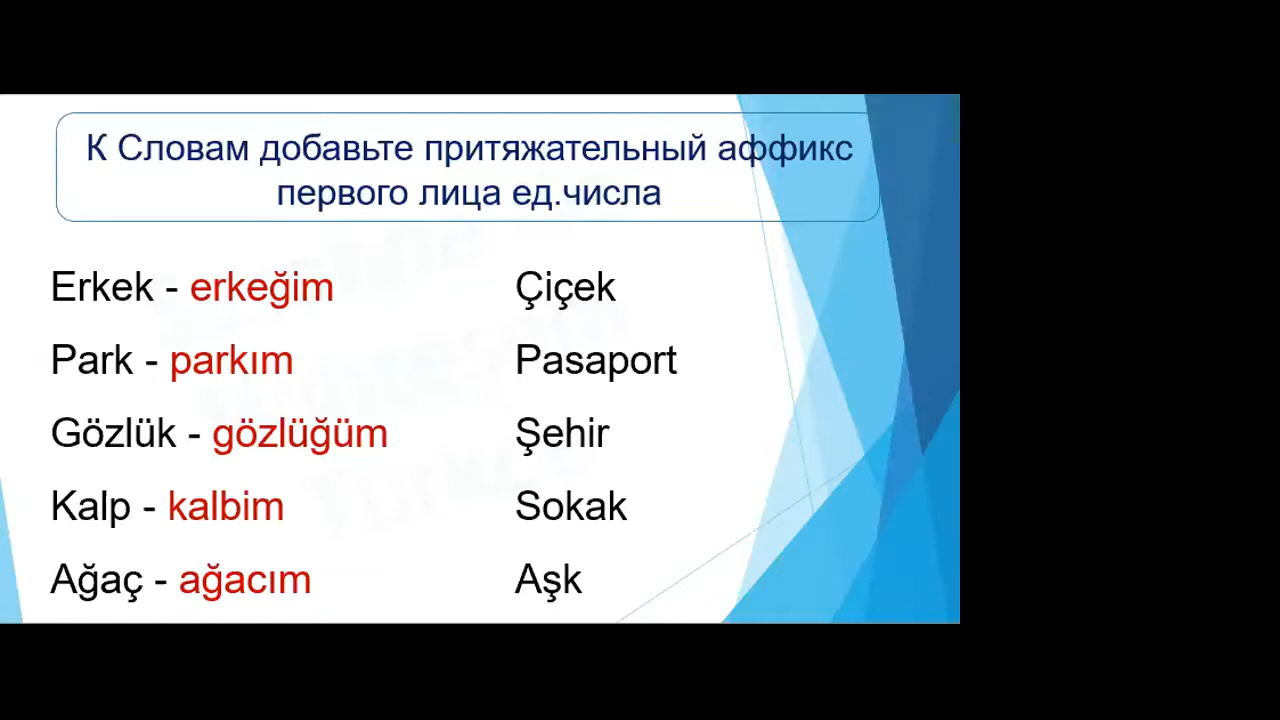 К Словам добавьте притяжательный аффикс
первого лица ед.числа
Erkek - erkeğim
Park - parkım
Gözlük - gözlüğüm
Kalp - kalbim
Ağaç - ağacım
Çiçek
Pasaport
Şehir
Sokak
Aşk